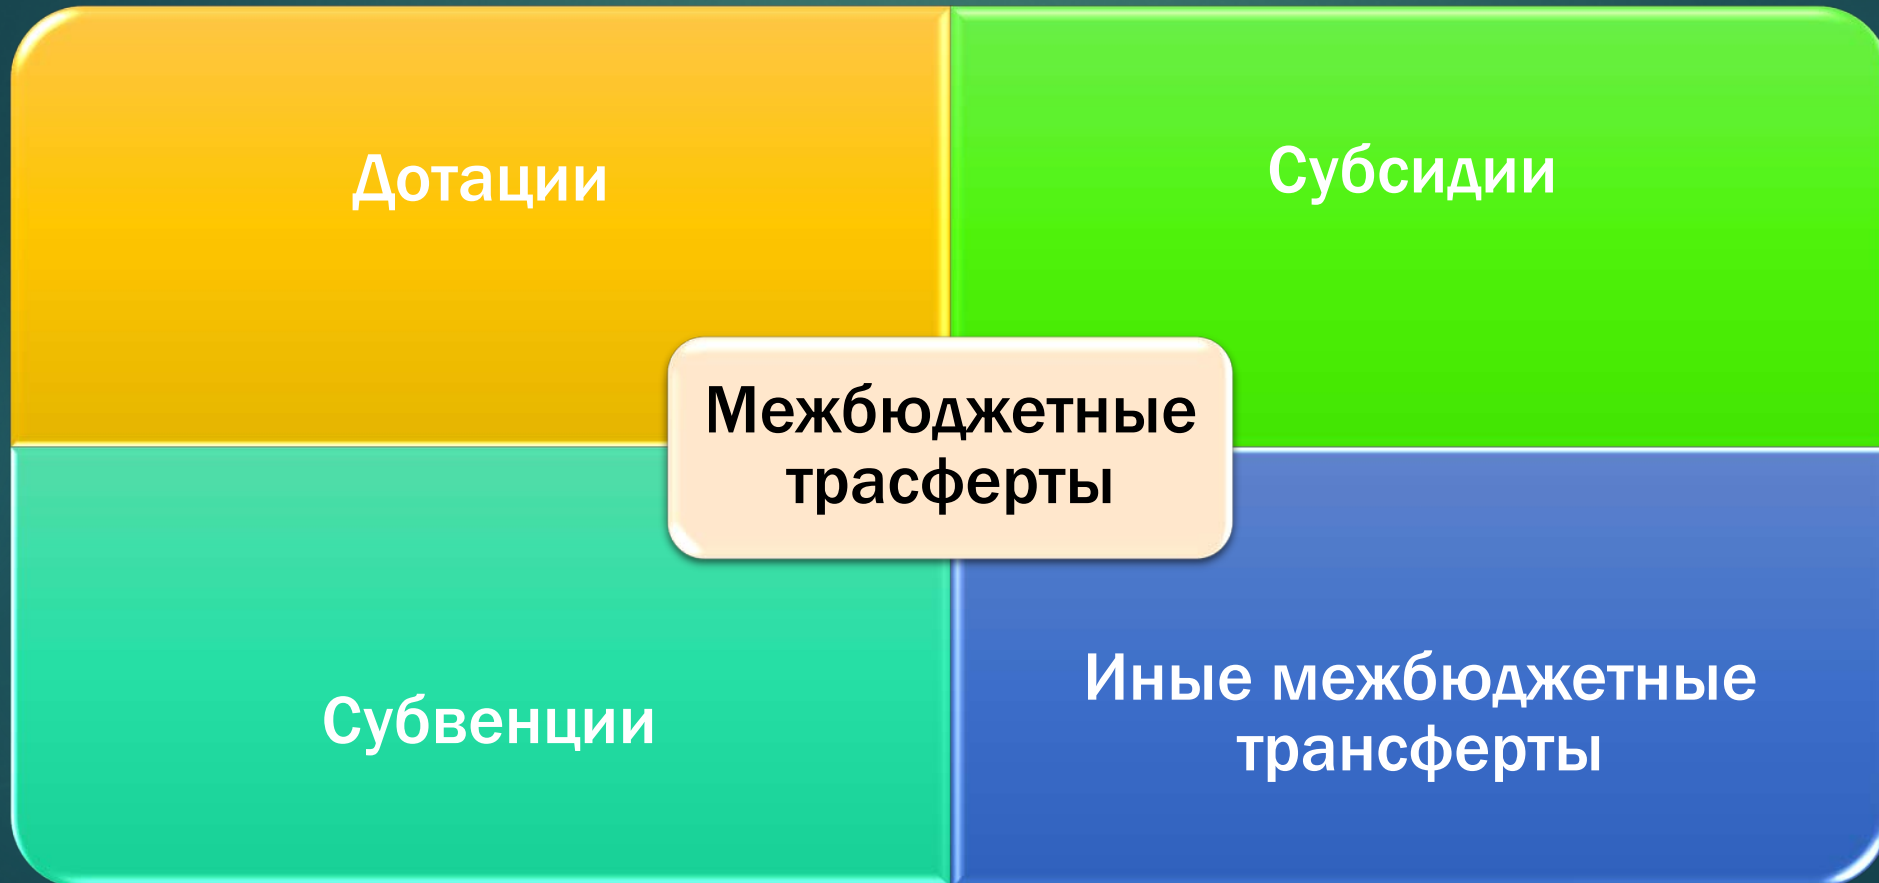 Дотации
Субсидии
Межбюджетные
трасферты
Субвенции
Иные межбюджетные
трансферты